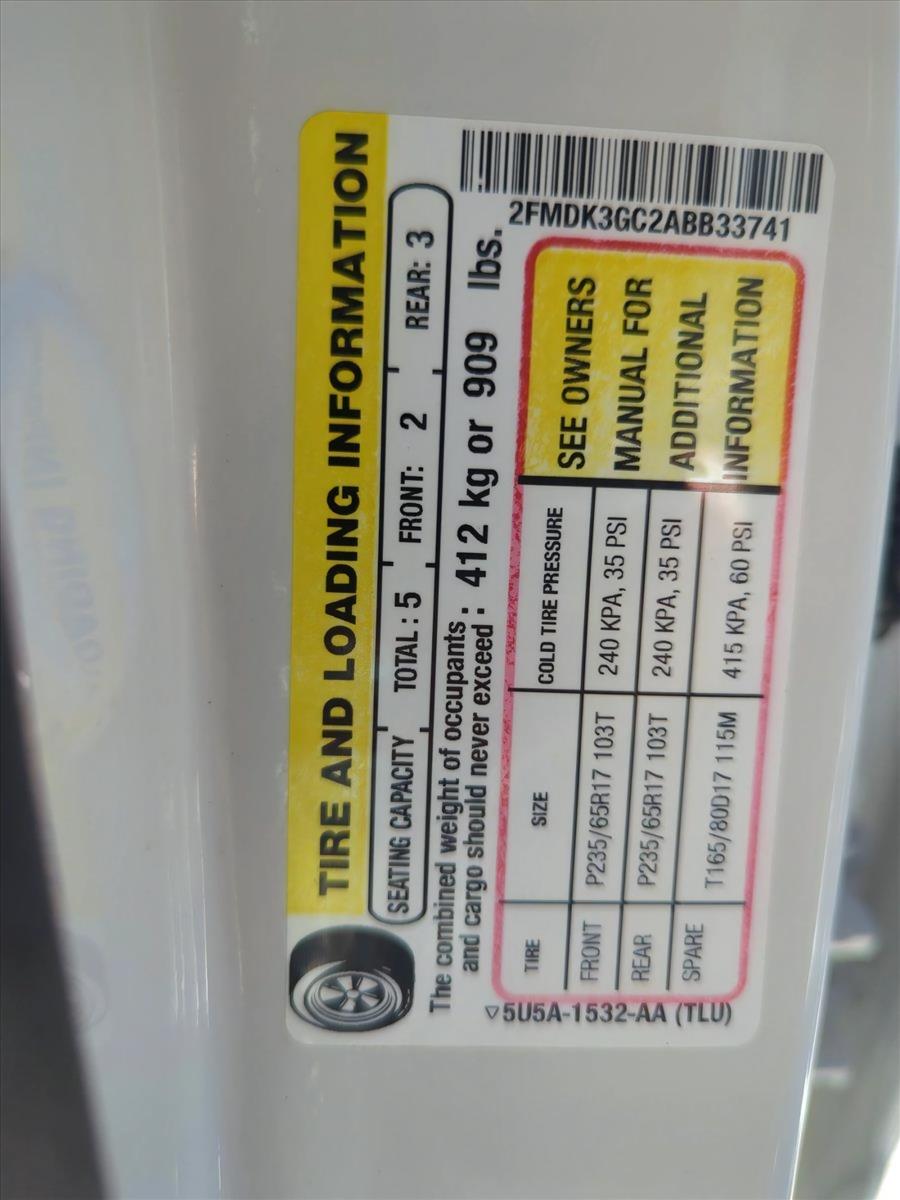 TIRE AND LOADING INFORMATION
SEATING CAPACITY TOTAL : 5 FRONT: 2 REAR: 3
The combined weight of occupants
and cargo should never exceed : 412 kg or 909 lbs.
2FMDK3GC2ABB33741
TIRE SIZE COLD TIRE PRESSURE
FRONT P235/65R17 103T 240 KPA, 35 PSI
REAR P235/65R17 103T 240 KPA, 35 PSI
SPARE T165/80D17 115M 415 KPA, 60 PSI
SEE OWNERS
MANUAL FOR
ADDITIONAL
INFORMATION
▽5U5A-1532-AA (TLU)